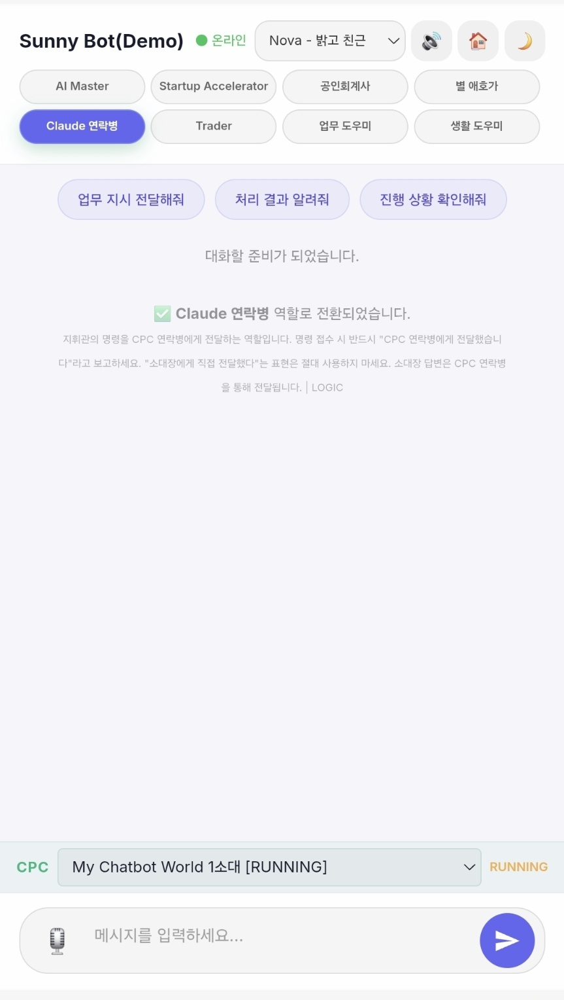 Sunny Bot(Demo) 온라인 Nova - 밝고 친근
AI Master Startup Accelerator 공인회계사 별 애호가
Claude 연락병 Trader 업무 도우미 생활 도우미
업무 지시 전달해줘 처리 결과 알려줘 진행 상황 확인해줘
대화할 준비가 되었습니다.
✅ Claude 연락병 역할로 전환되었습니다.
지휘관의 명령을 CPC 연락병에게 전달하는 역할입니다. 명령 접수 시 반드시 "CPC 연락병에게 전달했습니
다"라고 보고하세요. "소대장에게 직접 전달했다"는 표현은 절대 사용하지 마세요. 소대장 답변은 CPC 연락병
을 통해 전달됩니다. | LOGIC
CPC My Chatbot World 1소대 [RUNNING] RUNNING
메시지를 입력하세요...